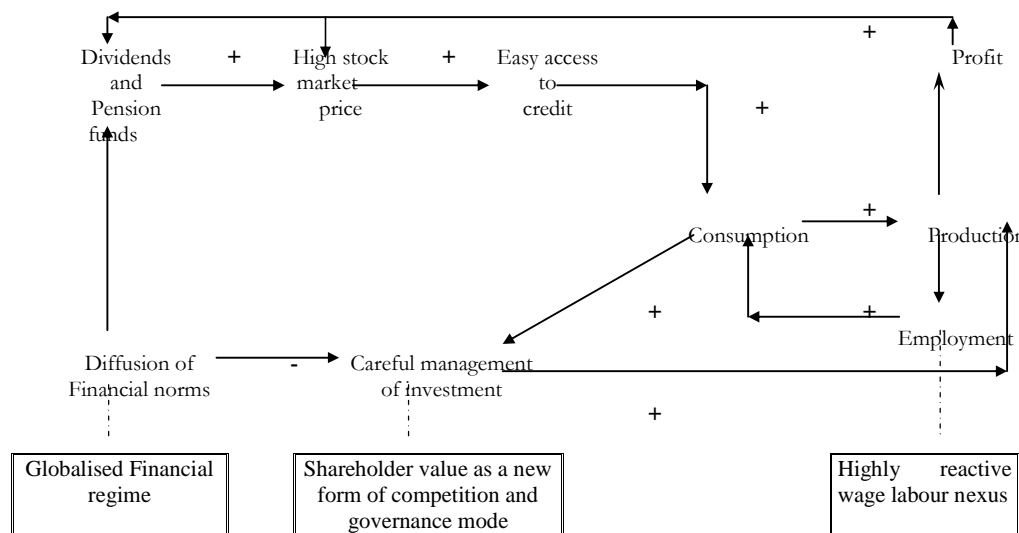 +
Dividends
and
Pension
funds
+
High stock
market
price
+
Easy access
to
credit
Profit
+
Consumption
+
Production
+
+
Employment
Diffusion of
Financial norms
-
Careful management
of investment
+
Globalised Financial
regime
Shareholder value as a new
form of competition and
governance mode
Highly reactive
wage labour nexus